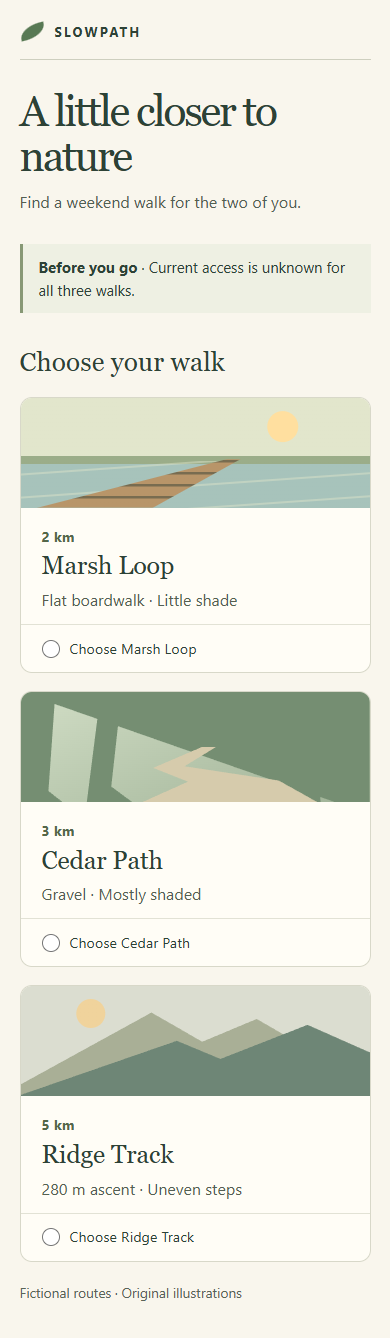 SLOWPATH
A little closer to
nature
Find a weekend walk for the two of you.
Before you go · Current access is unknown for
all three walks.
Choose your walk
2 km
Marsh Loop
Flat boardwalk · Little shade
Choose Marsh Loop
3 km
Cedar Path
Gravel · Mostly shaded
Choose Cedar Path
5 km
Ridge Track
280 m ascent · Uneven steps
Choose Ridge Track
Fictional routes · Original illustrations